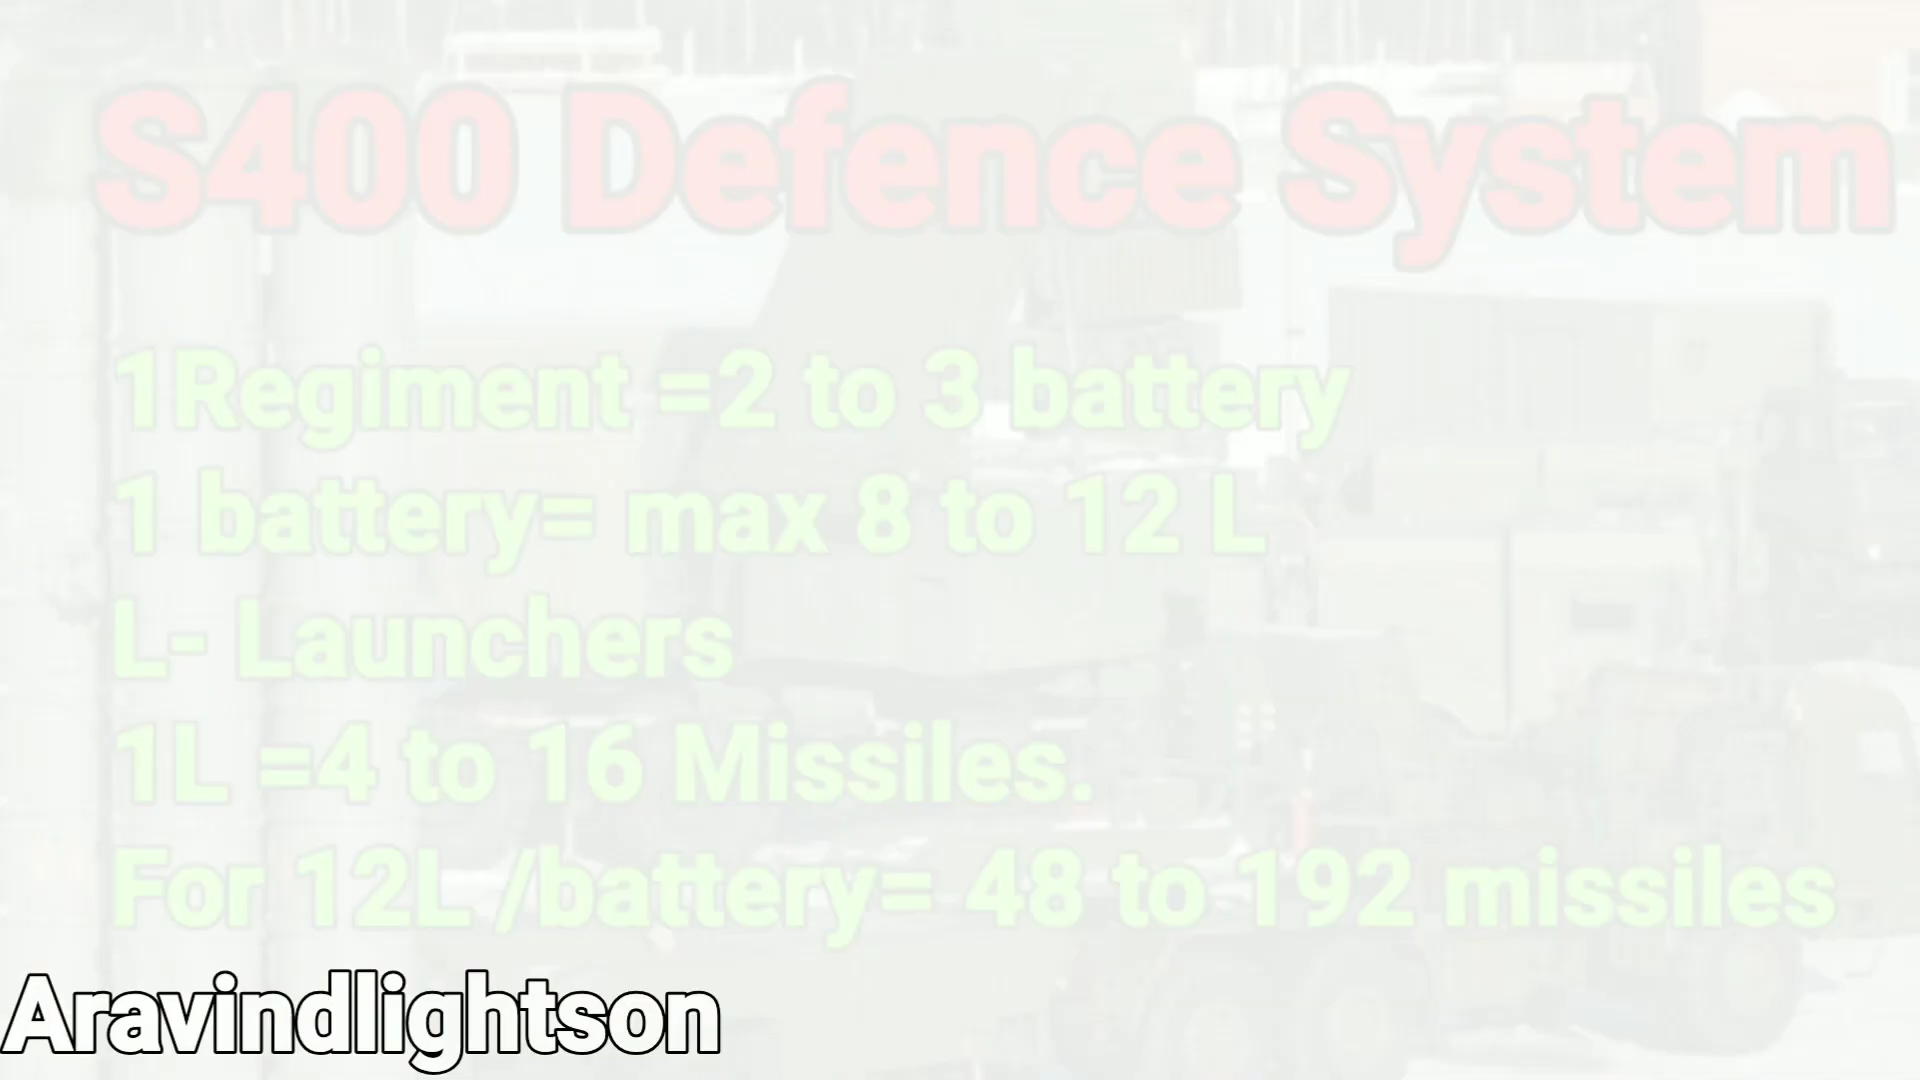 S400 Defence System
1Regiment =2 to 3 battery
1 battery= max 8 to 12 L
L- Launchers
1L =4 to 16 Missiles.
For 12L /battery= 48 to 192 missiles
Aravindlightson